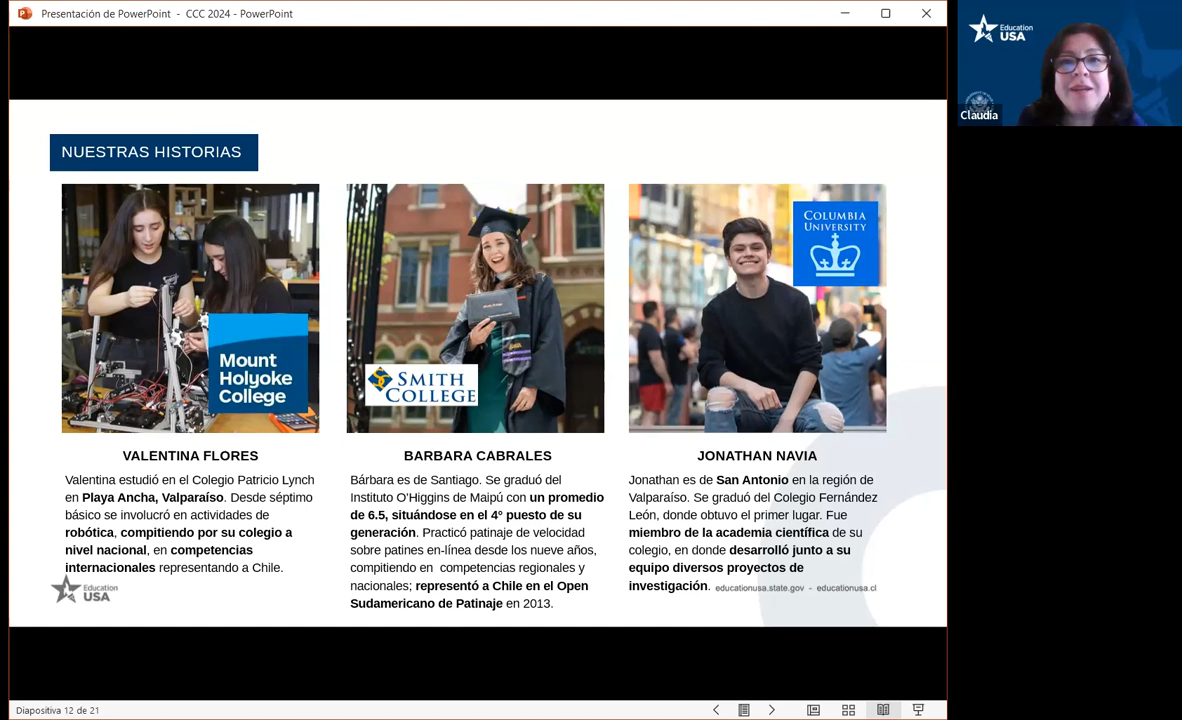 Presentación de PowerPoint - CCC 2024 - PowerPoint
Education
USA
Claudia
NUESTRAS HISTORIAS
Mount
Holyoke
College
SMITH
COLLEGE
COLUMBIA
UNIVERSITY
VALENTINA FLORES
Valentina estudió en el Colegio Patricio Lynch
en Playa Ancha, Valparaíso. Desde séptimo
básico se involucró en actividades de
robótica, compitiendo por su colegio a
nivel nacional, en competencias
internacionales representando a Chile.
BARBARA CABRALES
Bárbara es de Santiago. Se graduó del
Instituto O'Higgins de Maipú con un promedio
de 6.5, situándose en el 4° puesto de su
generación. Practicó patinaje de velocidad
sobre patines en-línea desde los nueve años,
compitiendo en competencias regionales y
nacionales; representó a Chile en el Open
Sudamericano de Patinaje en 2013.
JONATHAN NAVIA
Jonathan es de San Antonio en la región de
Valparaíso. Se graduó del Colegio Fernández
León, donde obtuvo el primer lugar. Fue
miembro de la academia científica de su
colegio, en donde desarrolló junto a su
equipo diversos proyectos de
investigación.
Education
USA
educationusa.state.gov - educationusa.cl
Diapositiva 12 de 21